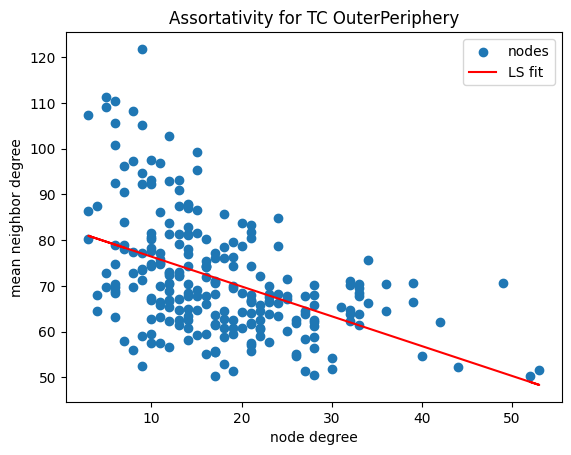 Assortativity for TC OuterPeriphery
nodes
LS fit
mean neighbor degree
120
110
100
90
80
70
60
50
10
20
30
40
50
node degree